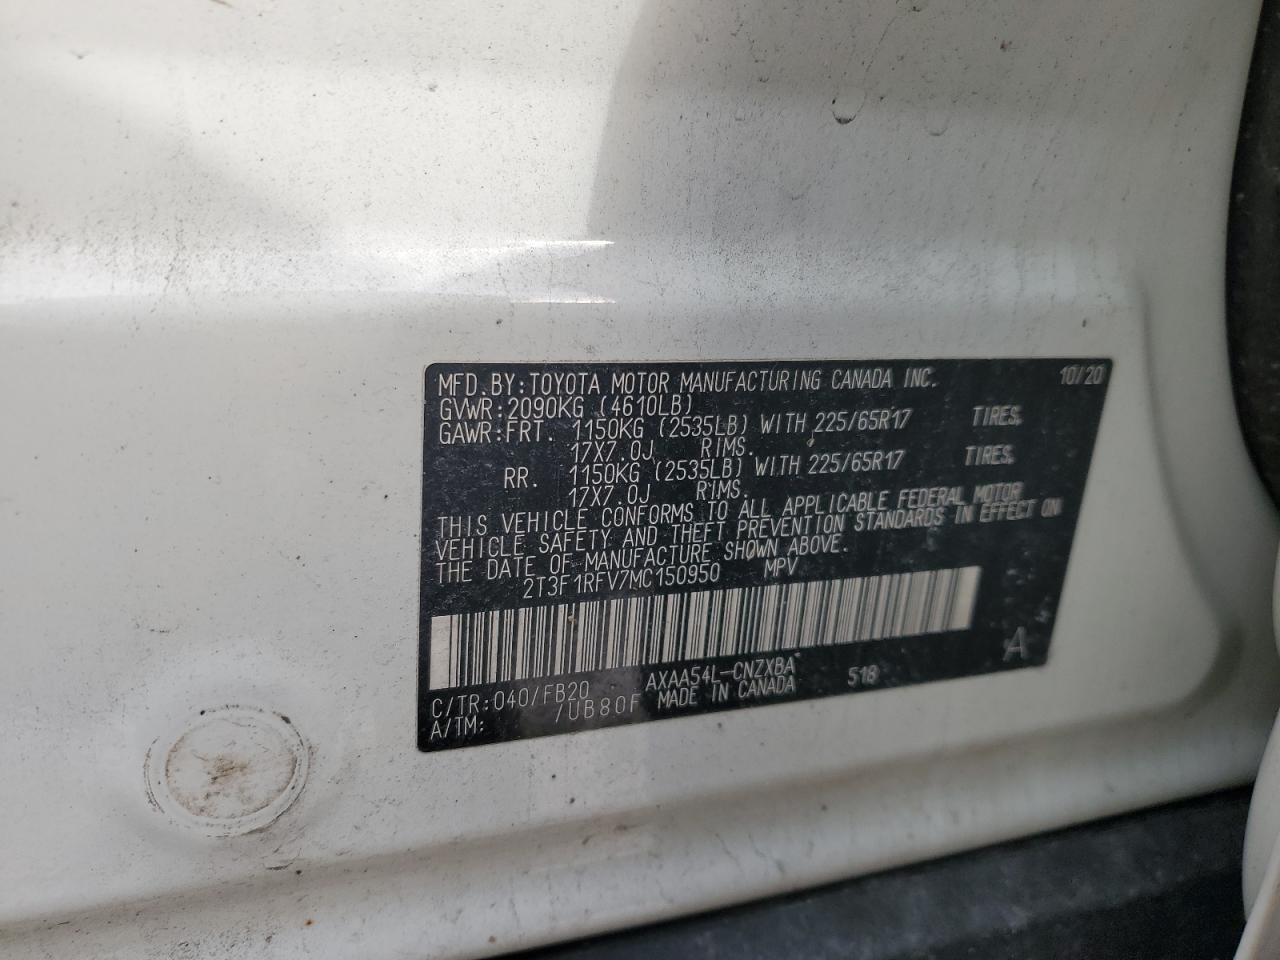 MFD.BY:TOYOTA MOTOR MANUFACTURING CANADA INC. 10/20
GVWR:2090KG (4610LB)
GAWR:FRT. 1150KG (2535LB) WITH 225/65R17 TIRES,
17X7.0J RIMS.
RR. 1150KG (2535LB) WITH 225/65R17 TIRES,
17X7.0J RIMS.
THIS VEHICLE CONFORMS TO ALL APPLICABLE FEDERAL MOTOR
VEHICLE SAFETY AND THEFT PREVENTION STANDARDS IN EFFECT ON
THE DATE OF MANUFACTURE SHOWN ABOVE.
2T3F1RFV7MC150950 MPV
C/TR:040/FB20 AXAA54L-CNZXBA 518 A
A/TM: /UB80F MADE IN CANADA